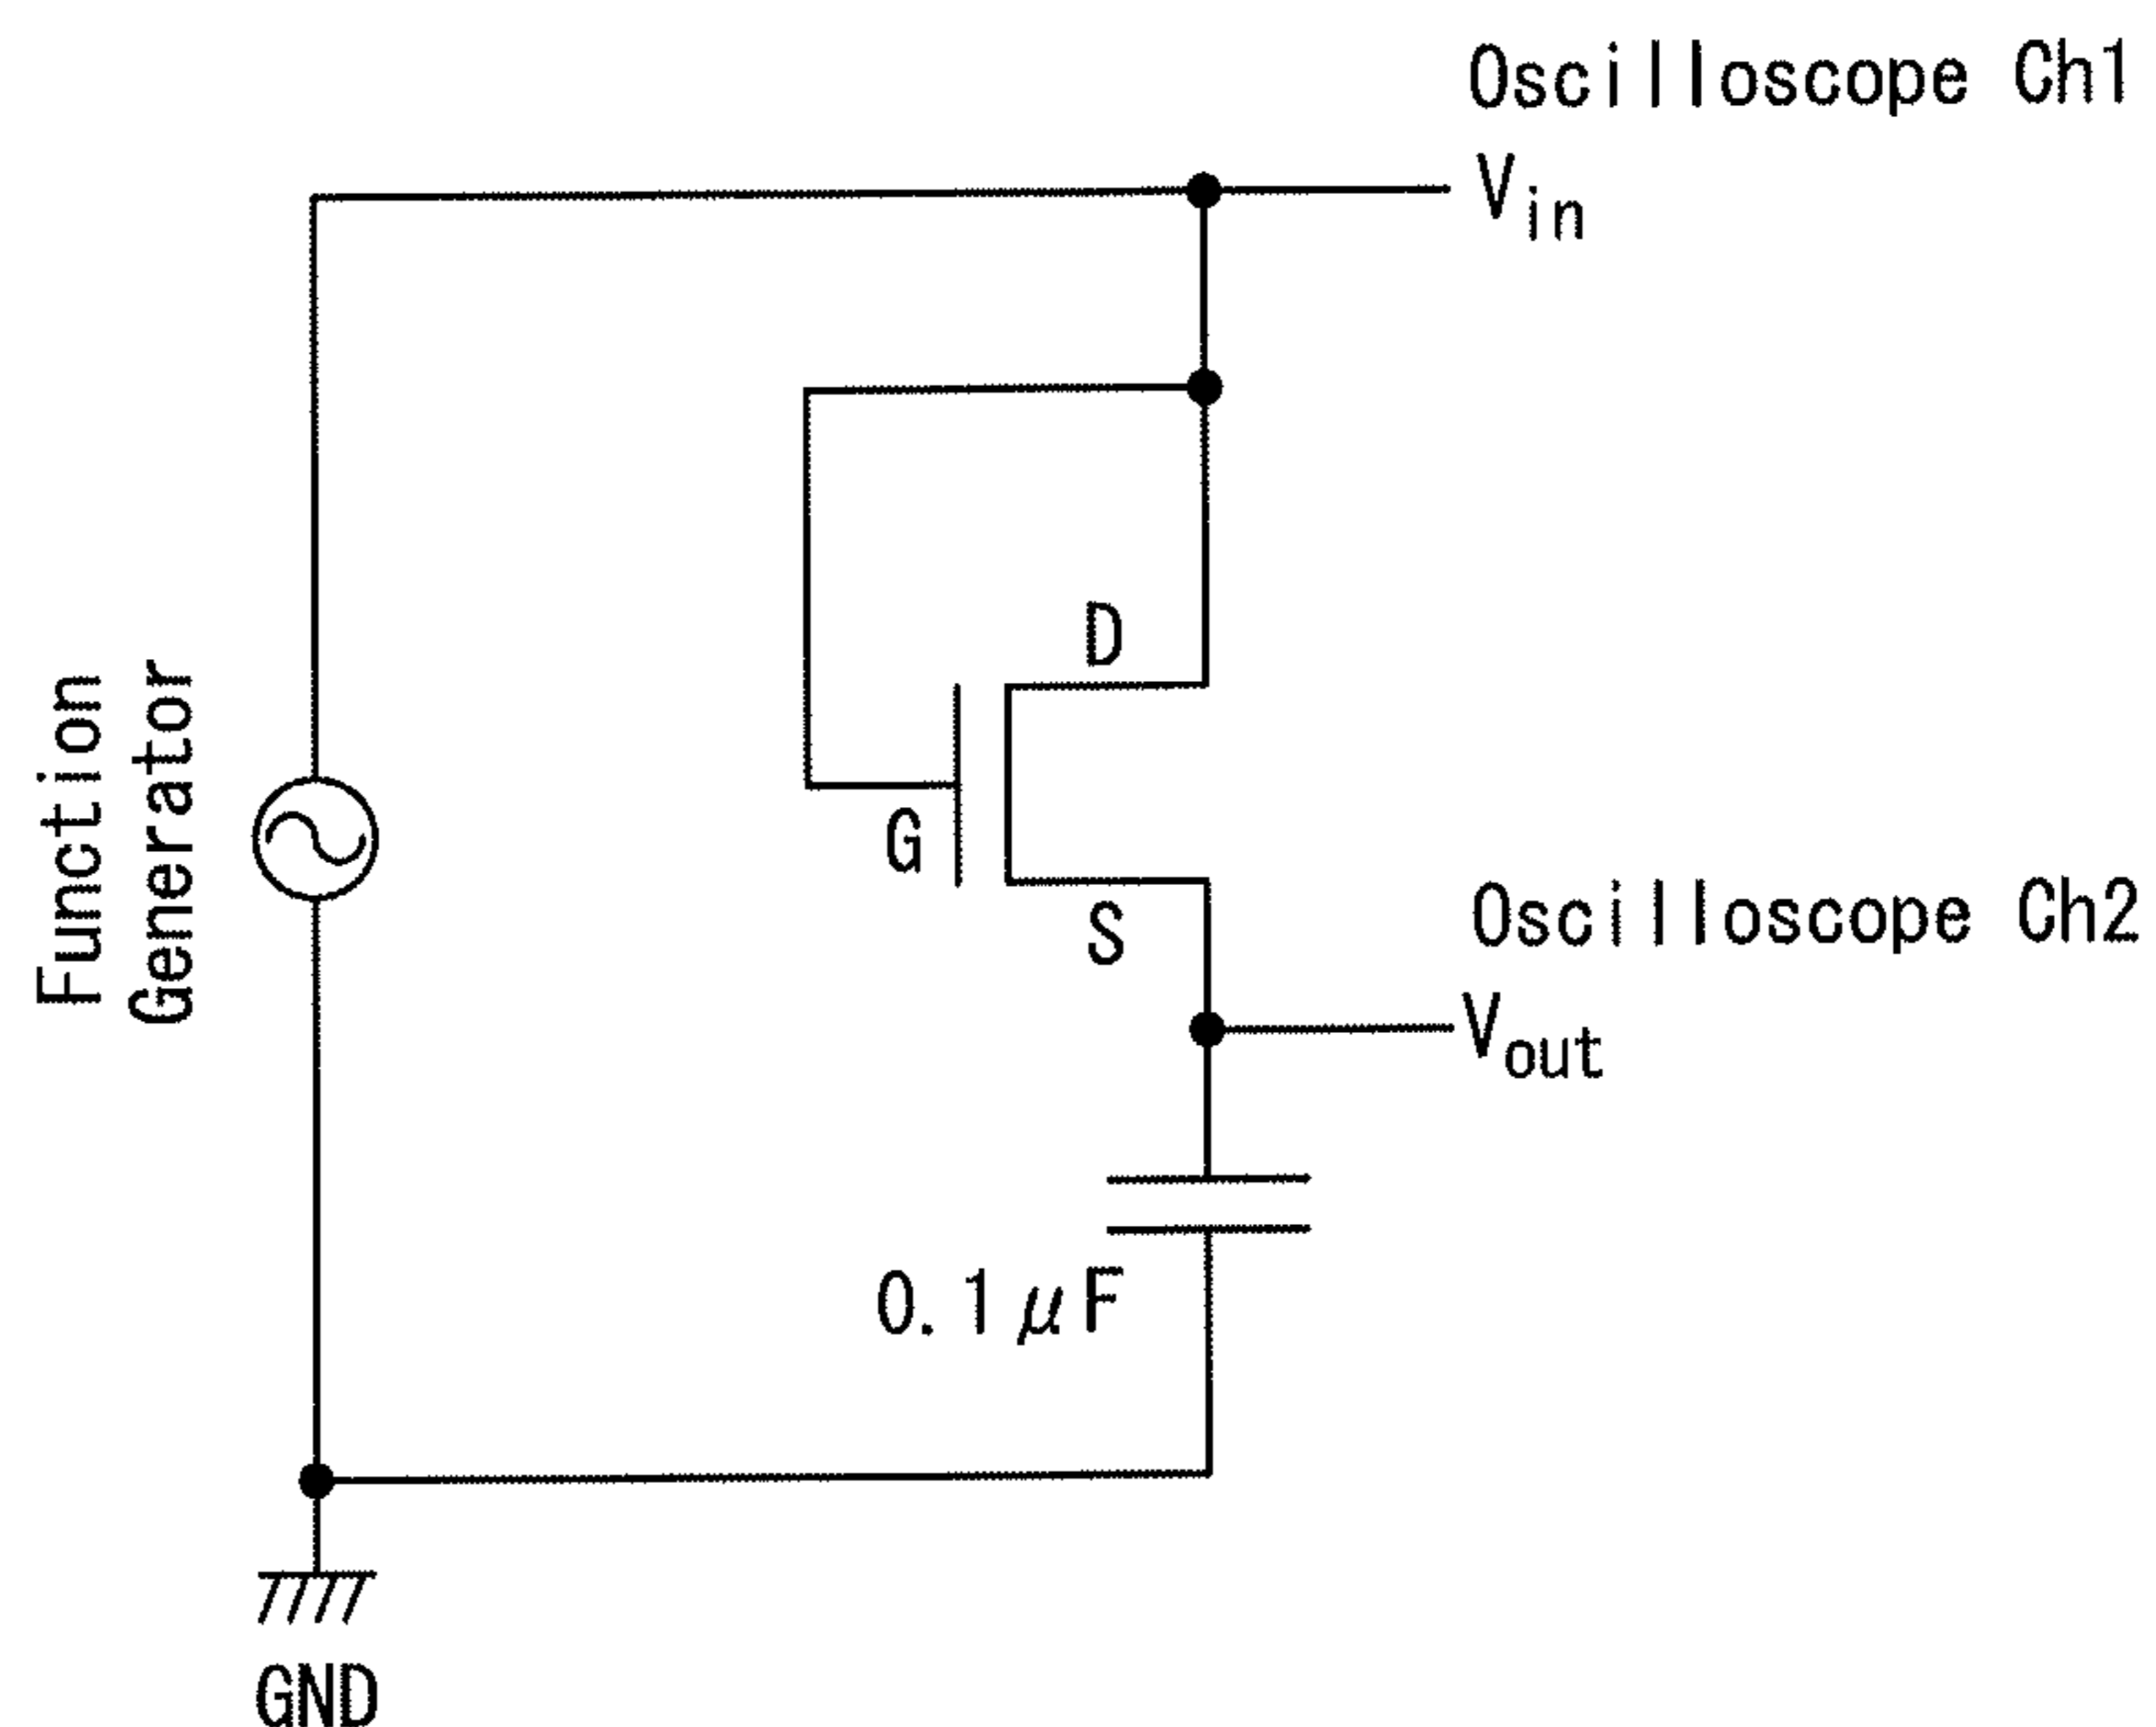 Oscilloscope Ch1
Vin
D
G
S
Function
Generator
Oscilloscope Ch2
Vout
0.1μF
GND